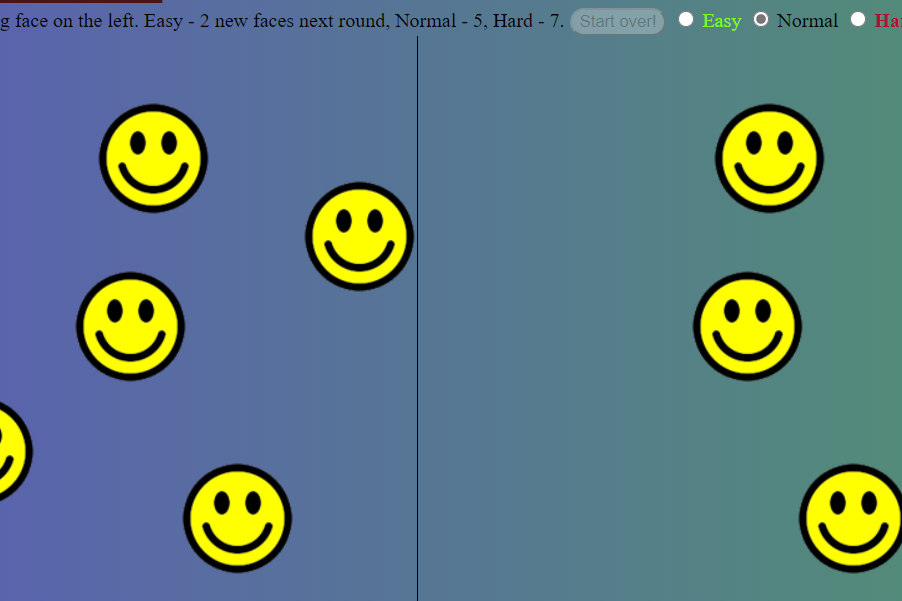 g face on the left. Easy - 2 new faces next round, Normal - 5, Hard - 7. Start over! Easy Normal Ha